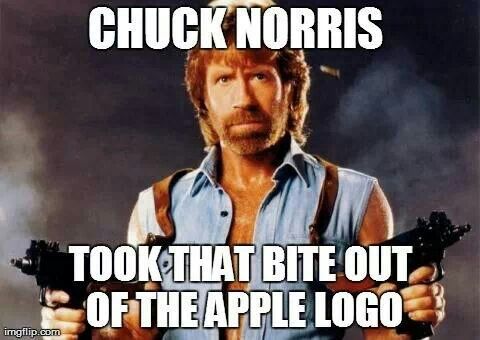 CHUCK NORRIS
TOOK THAT BITE OUT
OF THE APPLE LOGO
imgflip.com